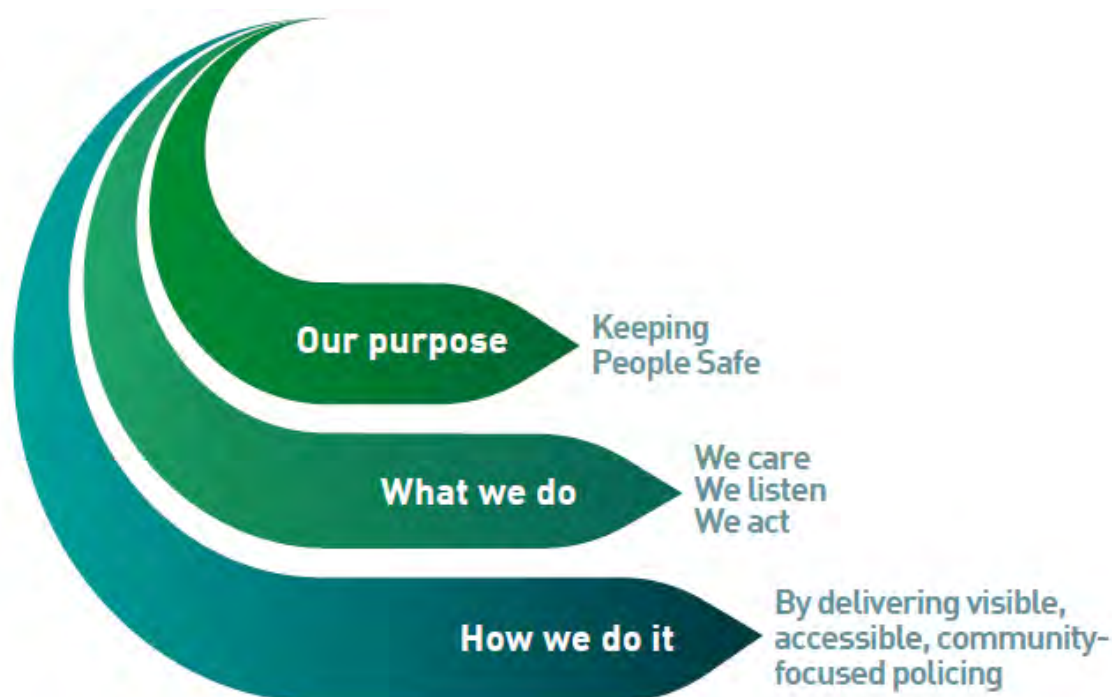 Our purpose
Keeping
People Safe
What we do
We care
We listen
We act
How we do it
By delivering visible,
accessible, community-
focused policing